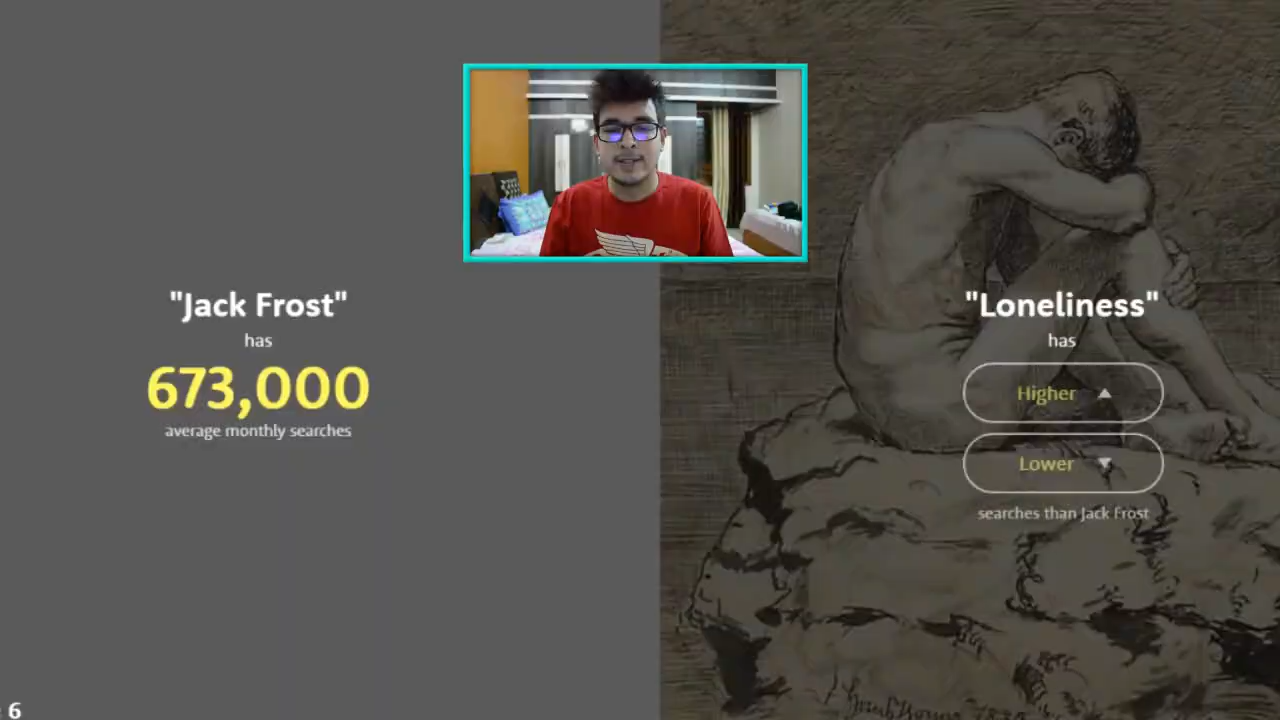 "Jack Frost"
has
673,000
average monthly searches
"Loneliness"
has
Higher
Lower
searches than Jack Frost
: 6